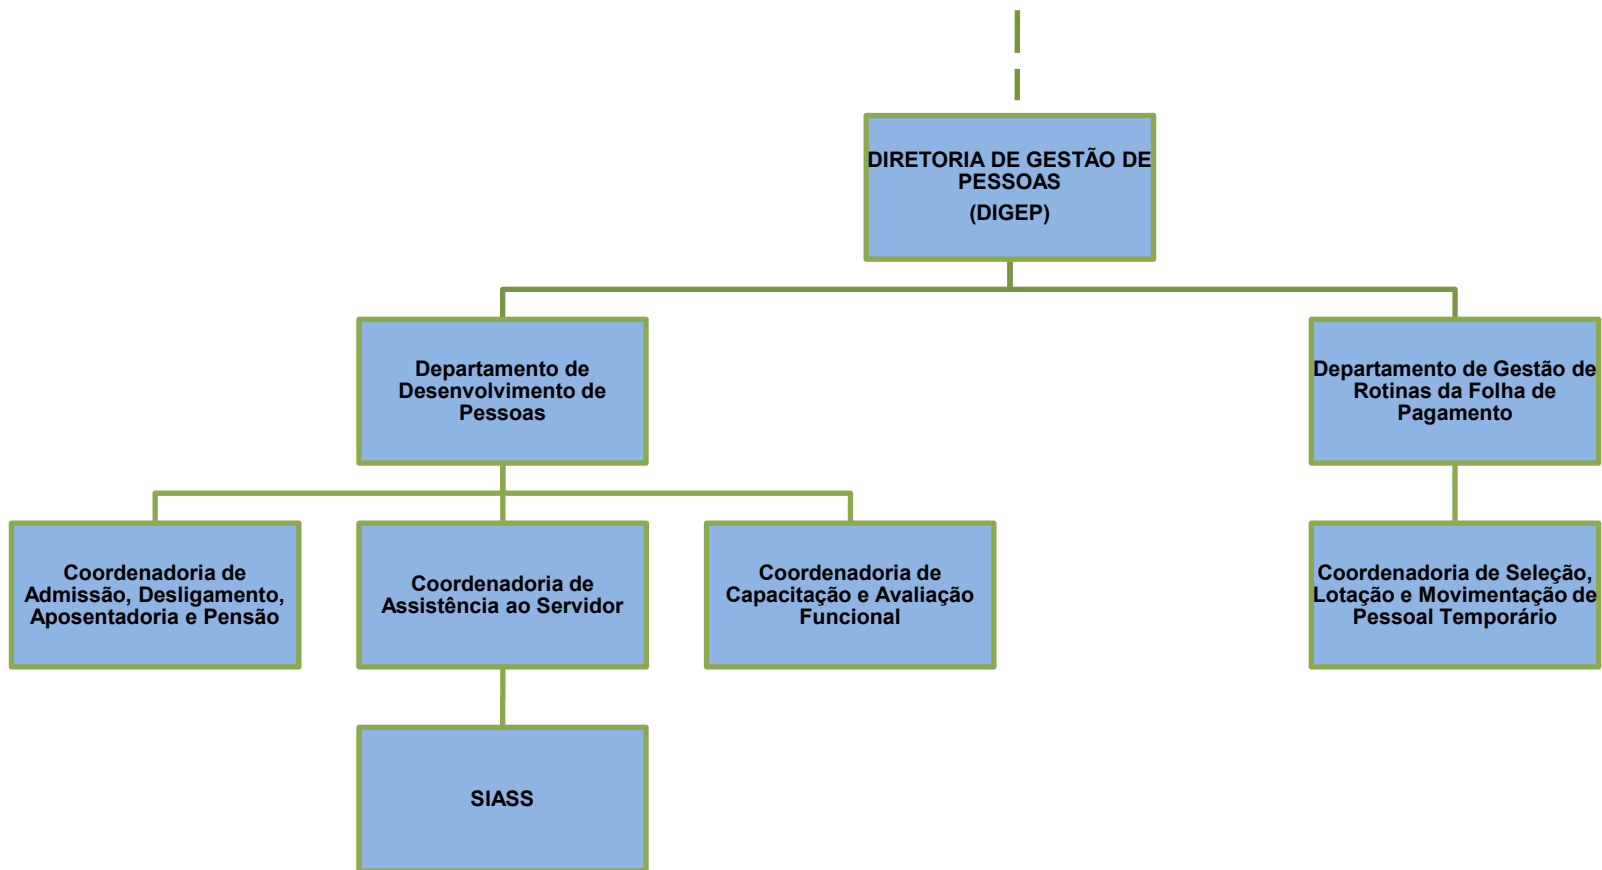 DIRETORIA DE GESTÃO DE
PESSOAS
(DIGEP)
Departamento de
Desenvolvimento de
Pessoas
Departamento de Gestão de
Rotinas da Folha de
Pagamento
Coordenadoria de
Admissão, Desligamento,
Aposentadoria e Pensão
Coordenadoria de
Assistência ao Servidor
Coordenadoria de
Capacitação e Avaliação
Funcional
Coordenadoria de Seleção,
Lotação e Movimentação de
Pessoal Temporário
SIASS